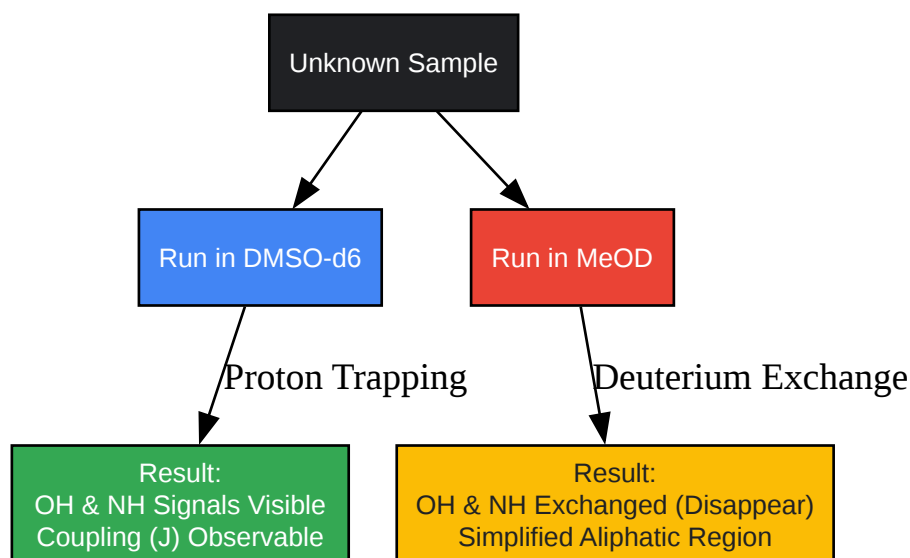 Unknown Sample
Run in DMSO-d6
Run in MeOD
Proton Trapping
Deuterium Exchange
Result:
OH & NH Signals Visible
Coupling (J) Observable
Result:
OH & NH Exchanged (Disappear)
Simplified Aliphatic Region